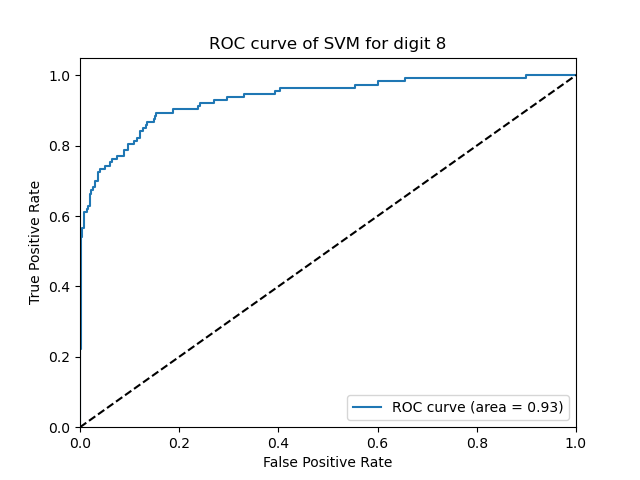 ROC curve of SVM for digit 8
1.0
0.8
0.6
0.4
0.2
0.0
True Positive Rate
ROC curve (area = 0.93)
0.0 0.2 0.4 0.6 0.8 1.0
False Positive Rate